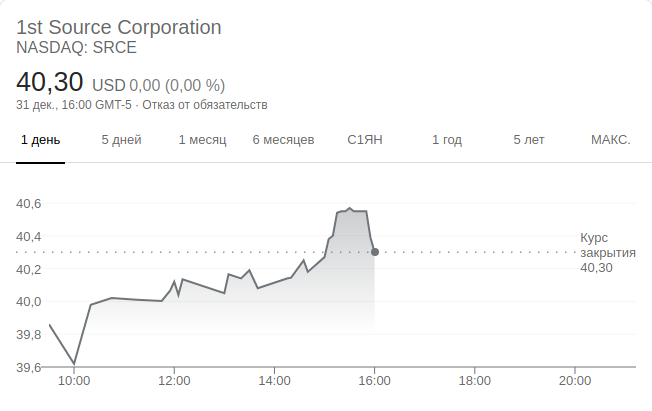 1st Source Corporation
NASDAQ: SRCE
40,30 USD 0,00 (0,00 %)
31 дек., 16:00 GMT-5 · Отказ от обязательств
1 день 5 дней 1 месяц 6 месяцев С1ЯН 1 год 5 лет МАКС.
40,6
40,4
40,2
40,0
39,8
39,6
Курс
закрытия
40,30
10:00 12:00 14:00 16:00 18:00 20:00